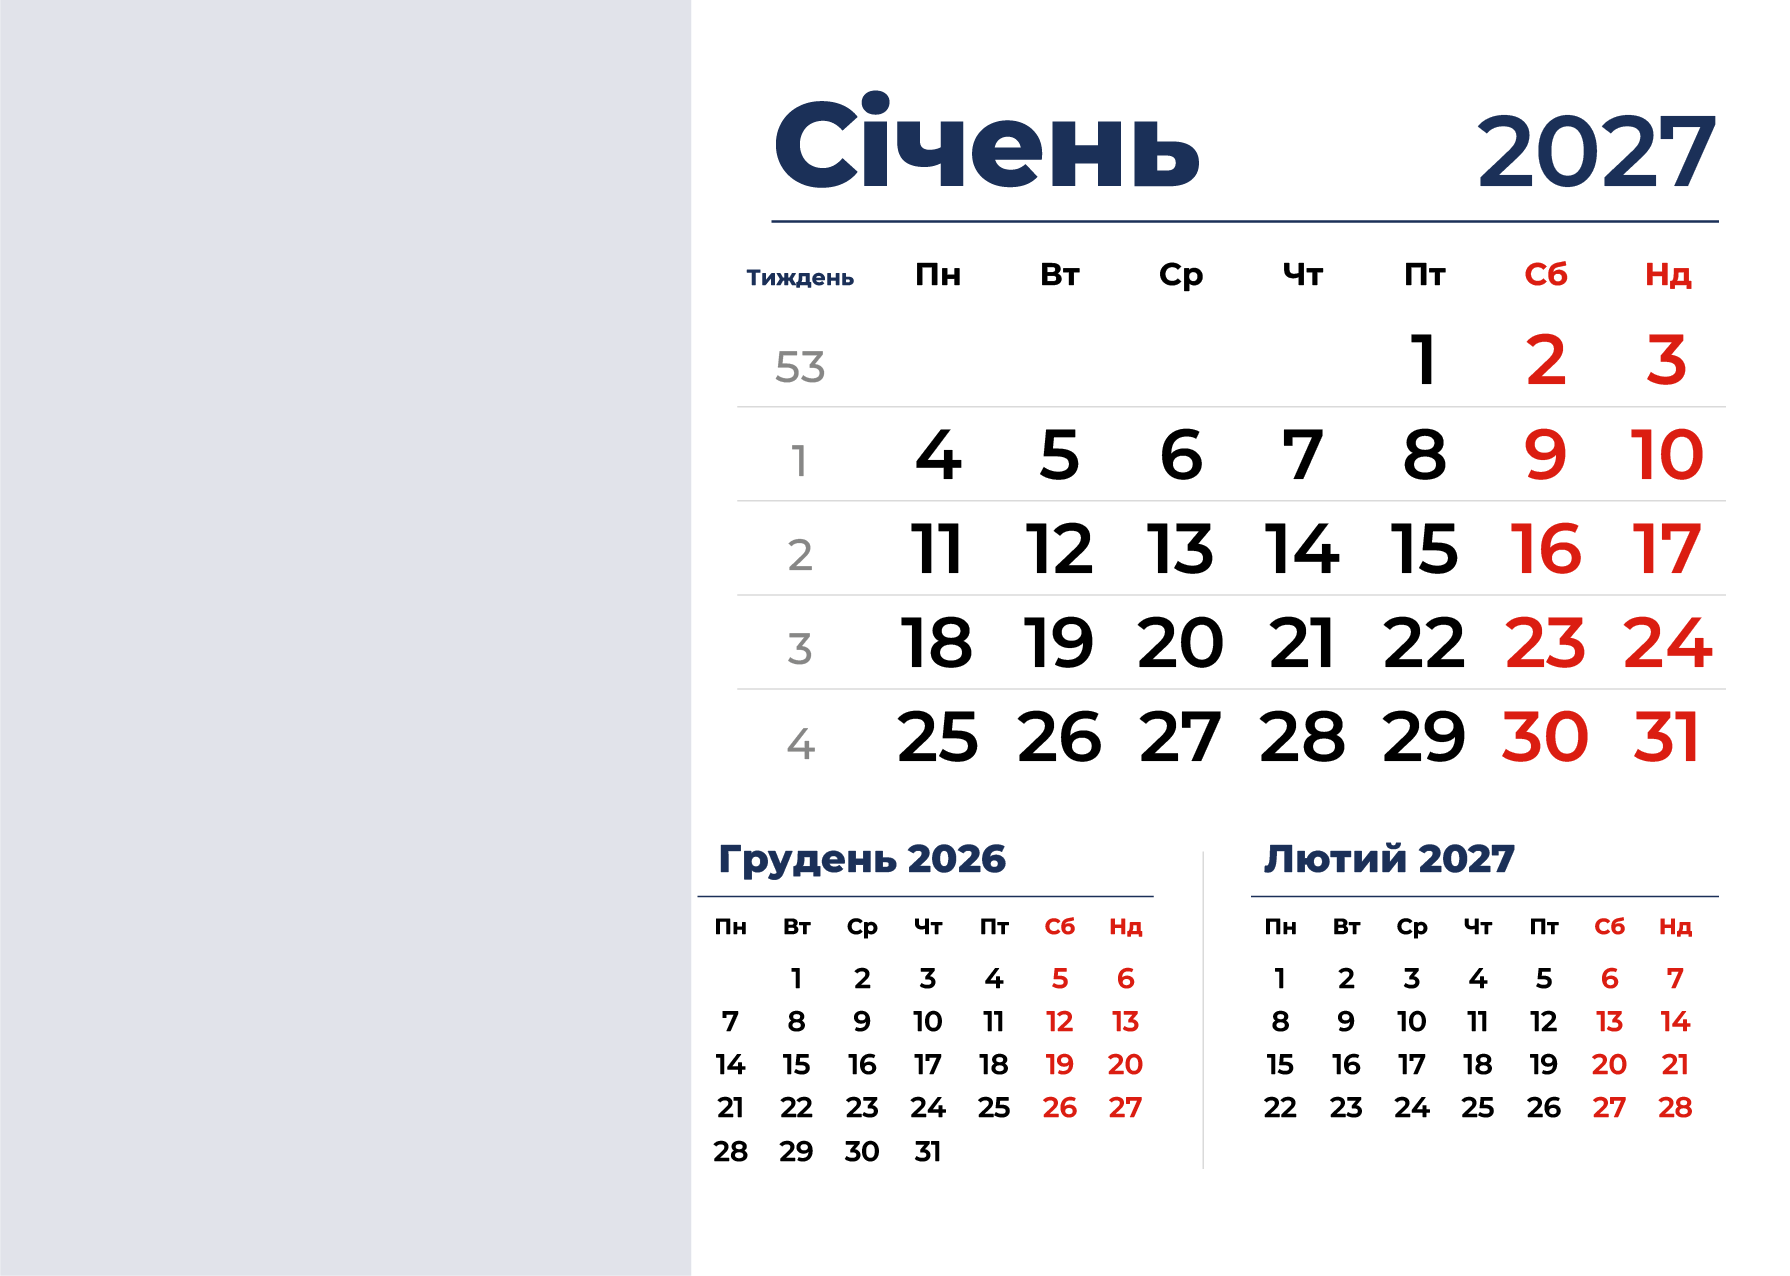 Січень 2027
Тиждень Пн Вт Ср Чт Пт Сб Нд
53 1 2 3
1 4 5 6 7 8 9 10
2 11 12 13 14 15 16 17
3 18 19 20 21 22 23 24
4 25 26 27 28 29 30 31
Грудень 2026
Пн Вт Ср Чт Пт Сб Нд
1 2 3 4 5 6
7 8 9 10 11 12 13
14 15 16 17 18 19 20
21 22 23 24 25 26 27
28 29 30 31
Лютий 2027
Пн Вт Ср Чт Пт Сб Нд
1 2 3 4 5 6 7
8 9 10 11 12 13 14
15 16 17 18 19 20 21
22 23 24 25 26 27 28